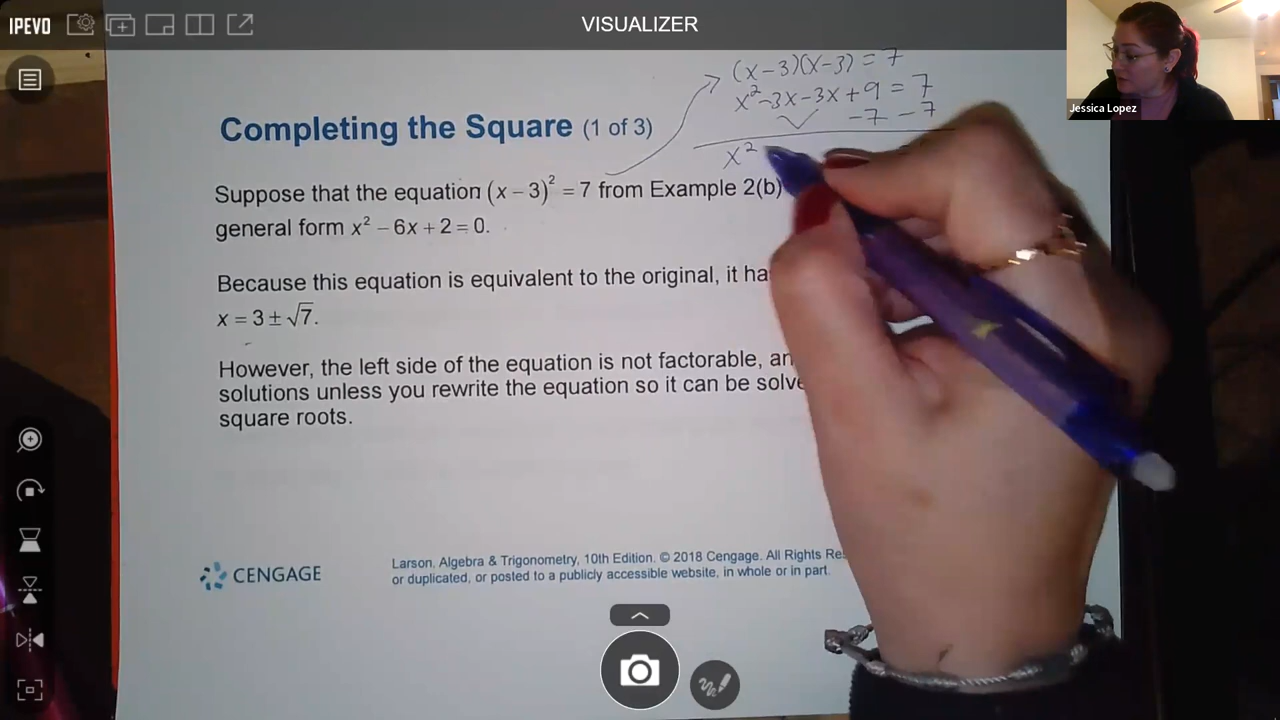 IPEVO
VISUALIZER
Jessica Lopez
(x-3)(x-3) = 7
x²-3x-3x+9 = 7
-7 -7
x²
Completing the Square (1 of 3)
Suppose that the equation (x – 3)² = 7 from Example 2(b)
general form x² – 6x + 2 = 0.
Because this equation is equivalent to the original, it ha
x = 3 ± √7.
However, the left side of the equation is not factorable, an
solutions unless you rewrite the equation so it can be solve
square roots.
CENGAGE
Larson, Algebra & Trigonometry, 10th Edition. © 2018 Cengage. All Rights Res
or duplicated, or posted to a publicly accessible website, in whole or in part.